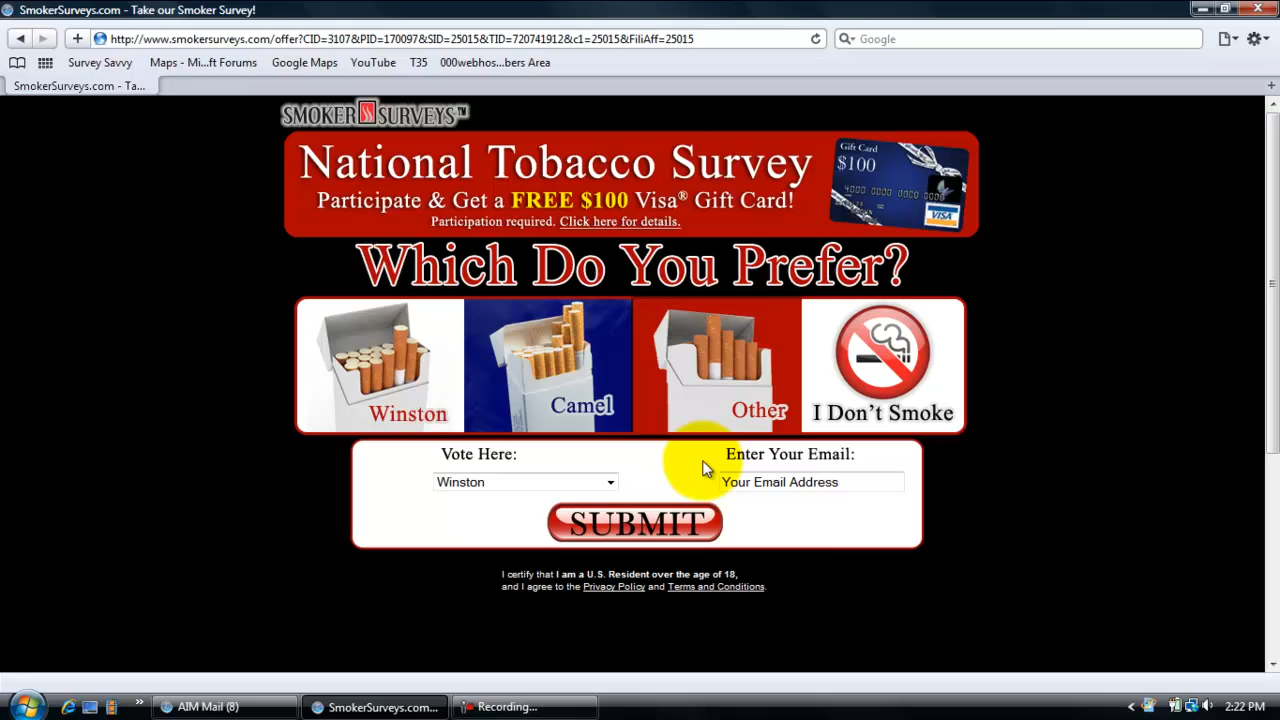 SmokerSurveys.com - Take our Smoker Survey!
http://www.smokersurveys.com/offer?CID=3107&PID=170097&SID=25015&TID=720741912&c1=25015&FiliAff=25015
Google
Survey Savvy
Maps - Mi...ft Forums
Google Maps
YouTube
T35
000webhos...bers Area
SmokerSurveys.com - Ta...
SMOKER SURVEYS™
National Tobacco Survey
Participate & Get a FREE $100 Visa® Gift Card!
Participation required. Click here for details.
Gift Card
$100
4000 0000 0000 0000
VISA
Which Do You Prefer?
Winston
Camel
Other
I Don't Smoke
Vote Here:
Enter Your Email:
Winston
Your Email Address
SUBMIT
I certify that I am a U.S. Resident over the age of 18,
and I agree to the Privacy Policy and Terms and Conditions.
AIM Mail (8)
SmokerSurveys.com...
Recording...
2:22 PM